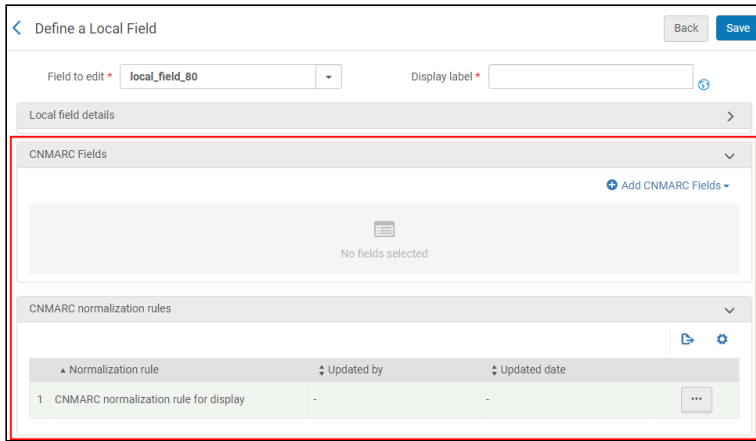 Define a Local Field
Back
Save
Field to edit *
local_field_80
Display label *
Local field details
CNMARC Fields
Add CNMARC Fields
No fields selected
CNMARC normalization rules
Normalization rule
Updated by
Updated date
1 CNMARC normalization rule for display - -